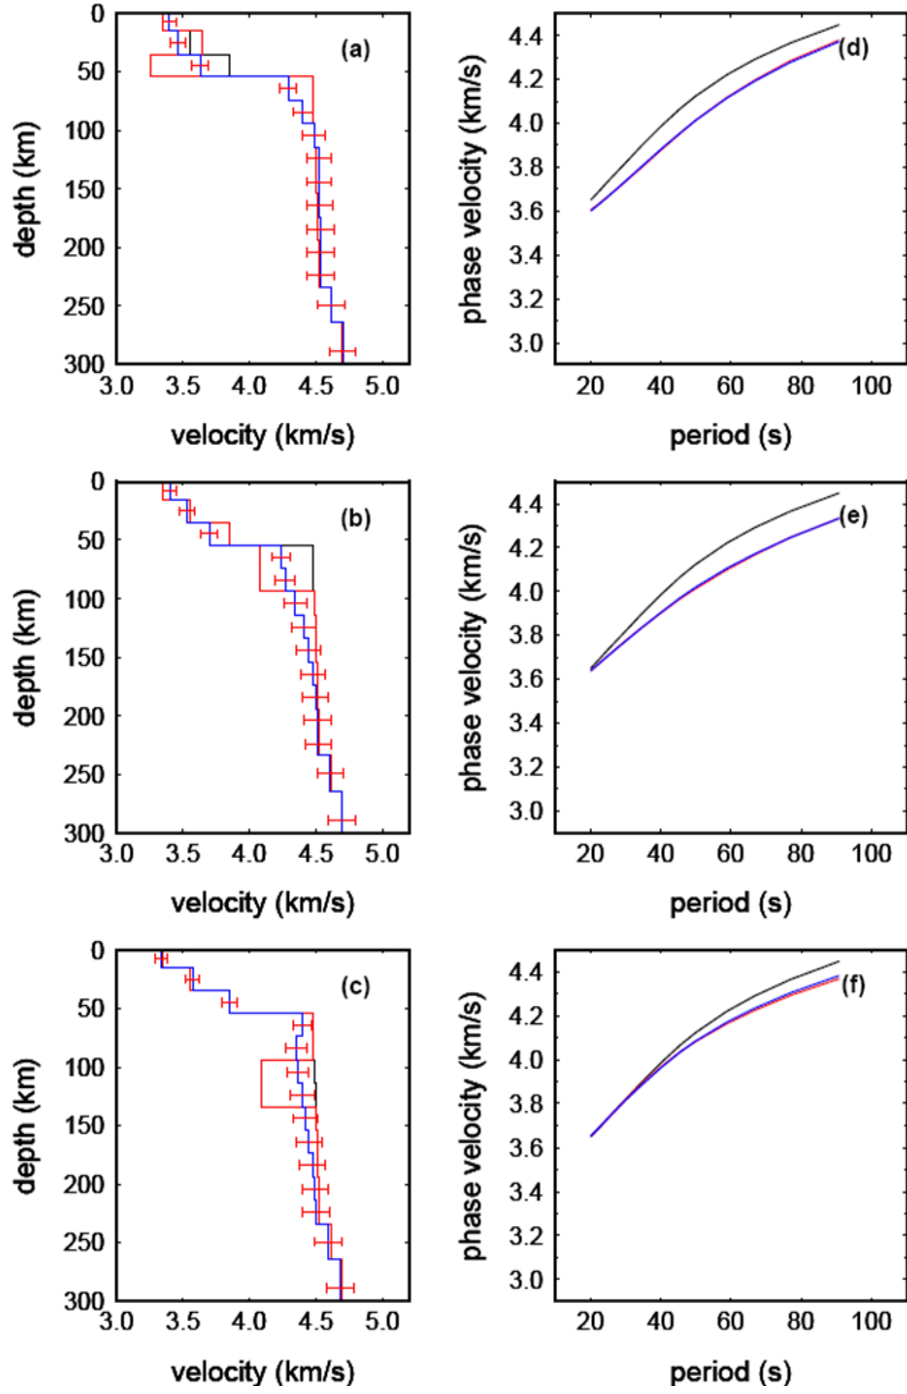 0
50
100
150
200
250
300
depth (km)
3.0 3.5 4.0 4.5 5.0
velocity (km/s)
(a)
4.4
4.2
4.0
3.8
3.6
3.4
3.2
3.0
phase velocity (km/s)
20 40 60 80 100
period (s)
(d)
0
50
100
150
200
250
300
depth (km)
3.0 3.5 4.0 4.5 5.0
velocity (km/s)
(b)
4.4
4.2
4.0
3.8
3.6
3.4
3.2
3.0
phase velocity (km/s)
20 40 60 80 100
period (s)
(e)
0
50
100
150
200
250
300
depth (km)
3.0 3.5 4.0 4.5 5.0
velocity (km/s)
(c)
4.4
4.2
4.0
3.8
3.6
3.4
3.2
3.0
phase velocity (km/s)
20 40 60 80 100
period (s)
(f)